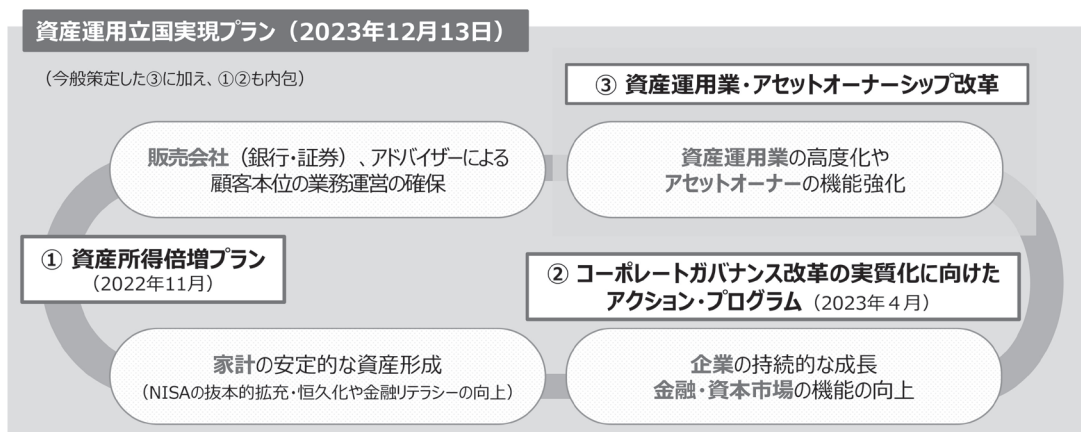 資産運用立国実現プラン（2023年12月13日）
（今般策定した③に加え、①②も内包）
③ 資産運用業・アセットオーナーシップ改革
販売会社（銀行・証券）、アドバイザーによる
顧客本位の業務運営の確保
資産運用業の高度化や
アセットオーナーの機能強化
① 資産所得倍増プラン
（2022年11月）
② コーポレートガバナンス改革の実質化に向けた
アクション・プログラム（2023年４月）
家計の安定的な資産形成
（NISAの抜本的拡充・恒久化や金融リテラシーの向上）
企業の持続的な成長
金融・資本市場の機能の向上